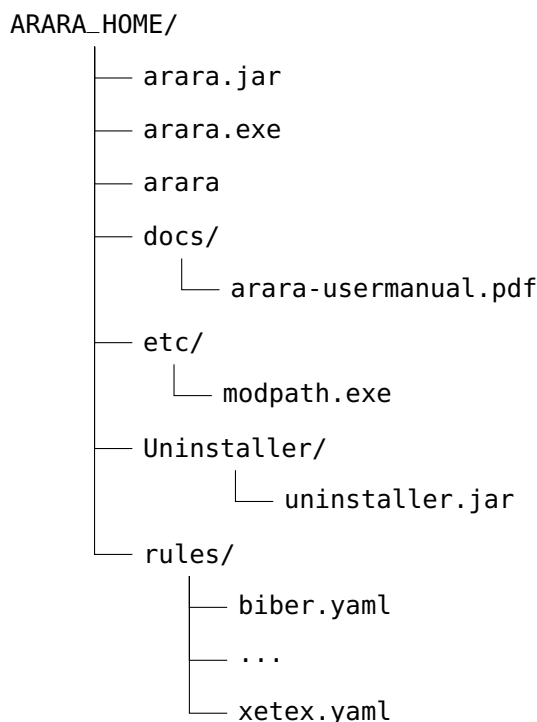 ARARA_HOME/
arara.jar
arara.exe
arara
docs/
arara-usermanual.pdf
etc/
modpath.exe
Uninstaller/
uninstaller.jar
rules/
biber.yaml
...
xetex.yaml